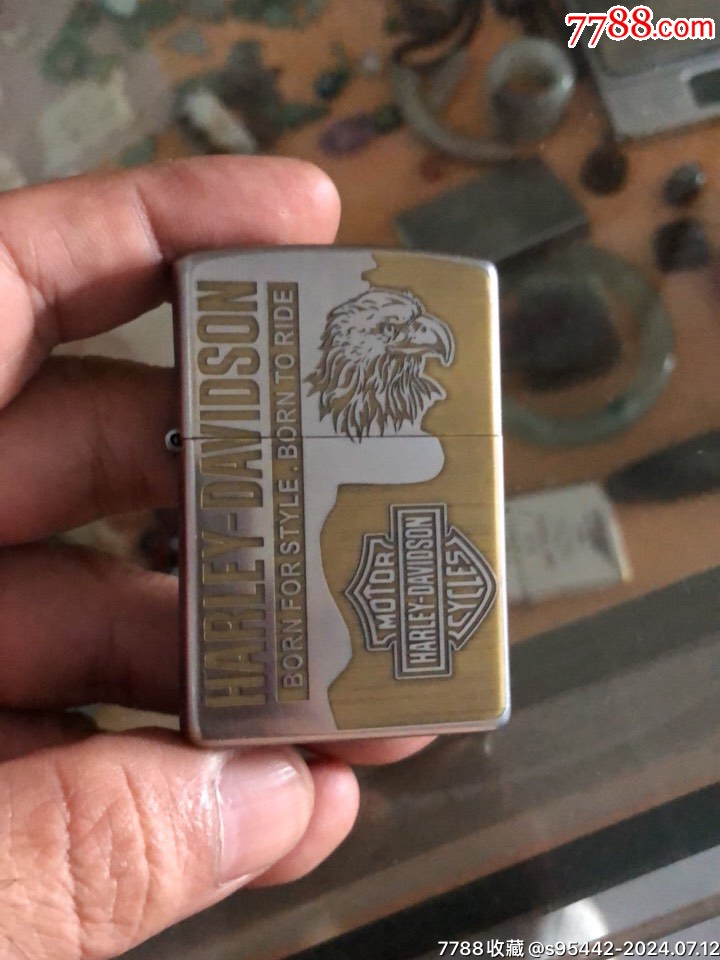 7788.com
HARLEY-DAVIDSON
BORN FOR STYLE . BORN TO RIDE
MOTOR
HARLEY-DAVIDSON
CYCLES
7788收藏@s95442-2024.07.12